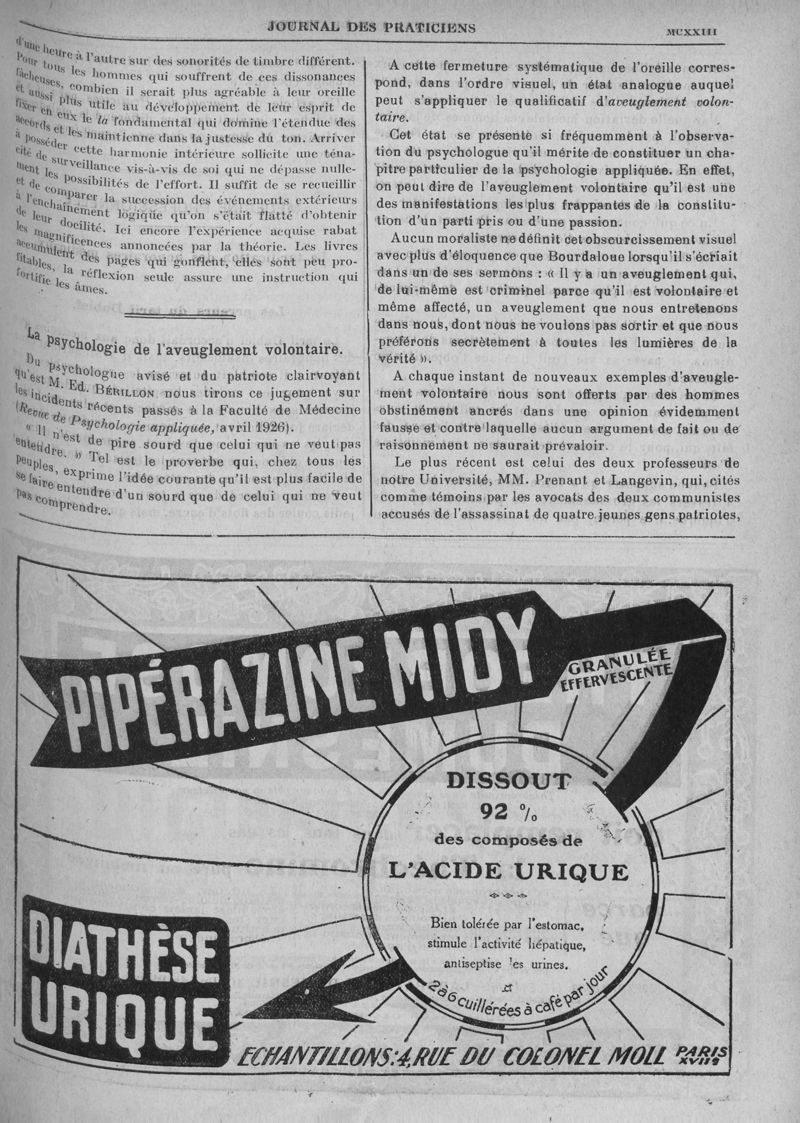 JOURNAL DES PRATICIENS
MCXXIII
d'une heure à l'autre sur des sonorités de timbre différent.
Pour tous les hommes qui souffrent de ces dissonances
fâcheuses, combien il serait plus agréable à leur oreille
et aussi plus utile au développement de leur esprit de
fixer en eux le la fondamental qui domine l'étendue des
accords et les maintienne dans la justesse du ton. Arriver
à posséder cette harmonie intérieure sollicite une téna-
cité de surveillance vis-à-vis de soi qui ne dépasse nulle-
ment les possibilités de l'effort. Il suffit de se recueillir
et de comparer la succession des événements extérieurs
à l'enchaînement logique qu'on s'était flatté d'obtenir
de leur docilité. Ici encore l'expérience acquise rabat
les magnificences annoncées par la théorie. Les livres
accumulent des pages qui gonflent, elles sont peu pro-
fitables, la réflexion seule assure une instruction qui
fortifie les âmes.
La psychologie de l'aveuglement volontaire.
Du psychologue avisé et du patriote clairvoyant
qu'est M. Ed. BÉRILLON nous tirons ce jugement sur
les incidents récents passés à la Faculté de Médecine
(Revue de Psychologie appliquée, avril 1926).
« Il n'est de pire sourd que celui qui ne veut pas
entendre. » Tel est le proverbe qui, chez tous les
peuples, exprime l'idée courante qu'il est plus facile de
se faire entendre d'un sourd que de celui qui ne veut
pas comprendre.
A cette fermeture systématique de l'oreille corres-
pond, dans l'ordre visuel, un état analogue auquel
peut s'appliquer le qualificatif d'aveuglement volon-
taire.
Cet état se présente si fréquemment à l'observa-
tion du psychologue qu'il mérite de constituer un cha-
pitre particulier de la psychologie appliquée. En effet,
on peut dire de l'aveuglement volontaire qu'il est une
des manifestations les plus frappantes de la constitu-
tion d'un parti pris ou d'une passion.
Aucun moraliste ne définit cet obscurcissement visuel
avec plus d'éloquence que Bourdaloue lorsqu'il s'écriait
dans un de ses sermons : « Il y a un aveuglement qui,
de lui-même est criminel parce qu'il est volontaire et
même affecté, un aveuglement que nous entretenons
dans nous, dont nous ne voulons pas sortir et que nous
préférons secrètement à toutes les lumières de la
vérité ».
A chaque instant de nouveaux exemples d'aveugle-
ment volontaire nous sont offerts par des hommes
obstinément ancrés dans une opinion évidemment
fausse et contre laquelle aucun argument de fait ou de
raisonnement ne saurait prévaloir.
Le plus récent est celui des deux professeurs de
notre Université, MM. Prenant et Langevin, qui, cités
comme témoins par les avocats des deux communistes
accusés de l'assassinat de quatre jeunes gens patriotes,
PIPÉRAZINE MIDY
GRANULÉE
EFFERVESCENTE
DISSOUT
92 %
des composés de
L'ACIDE URIQUE
Bien tolérée par l'estomac,
stimule l'activité hépatique,
antiseptise les urines.
2 à 6 cuillérées à café par jour
DIATHÈSE
URIQUE
ECHANTILLONS: 4, RUE DU COLONEL MOLL PARIS
XVIIe